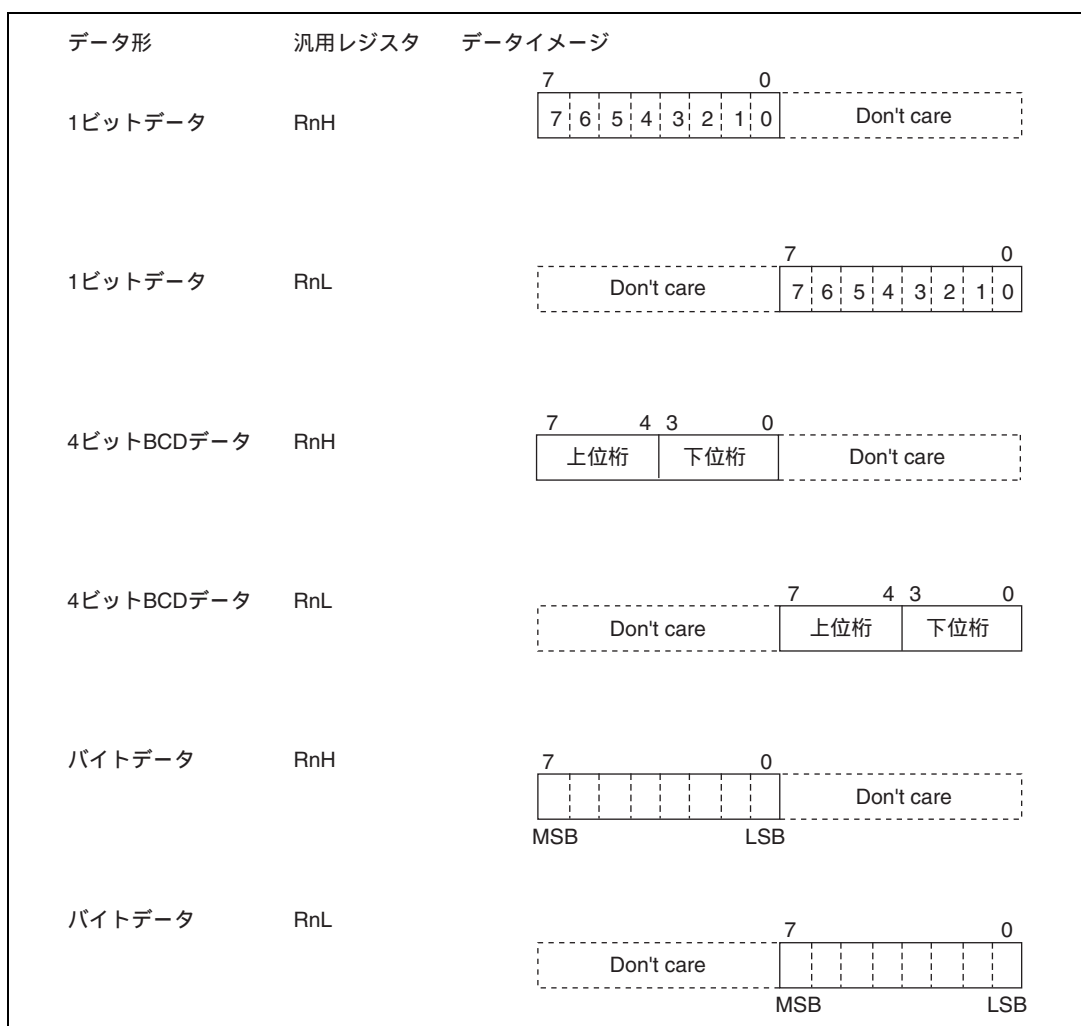 データ形 汎用レジスタ データイメージ
7 0
1ビットデータ RnH 7 6 5 4 3 2 1 0 Don't care
7 0
1ビットデータ RnL Don't care 7 6 5 4 3 2 1 0
7 4 3 0
4ビットBCDデータ RnH 上位桁 下位桁 Don't care
7 4 3 0
4ビットBCDデータ RnL Don't care 上位桁 下位桁
バイトデータ RnH 7 0
Don't care
MSB LSB
バイトデータ RnL 7 0
Don't care
MSB LSB